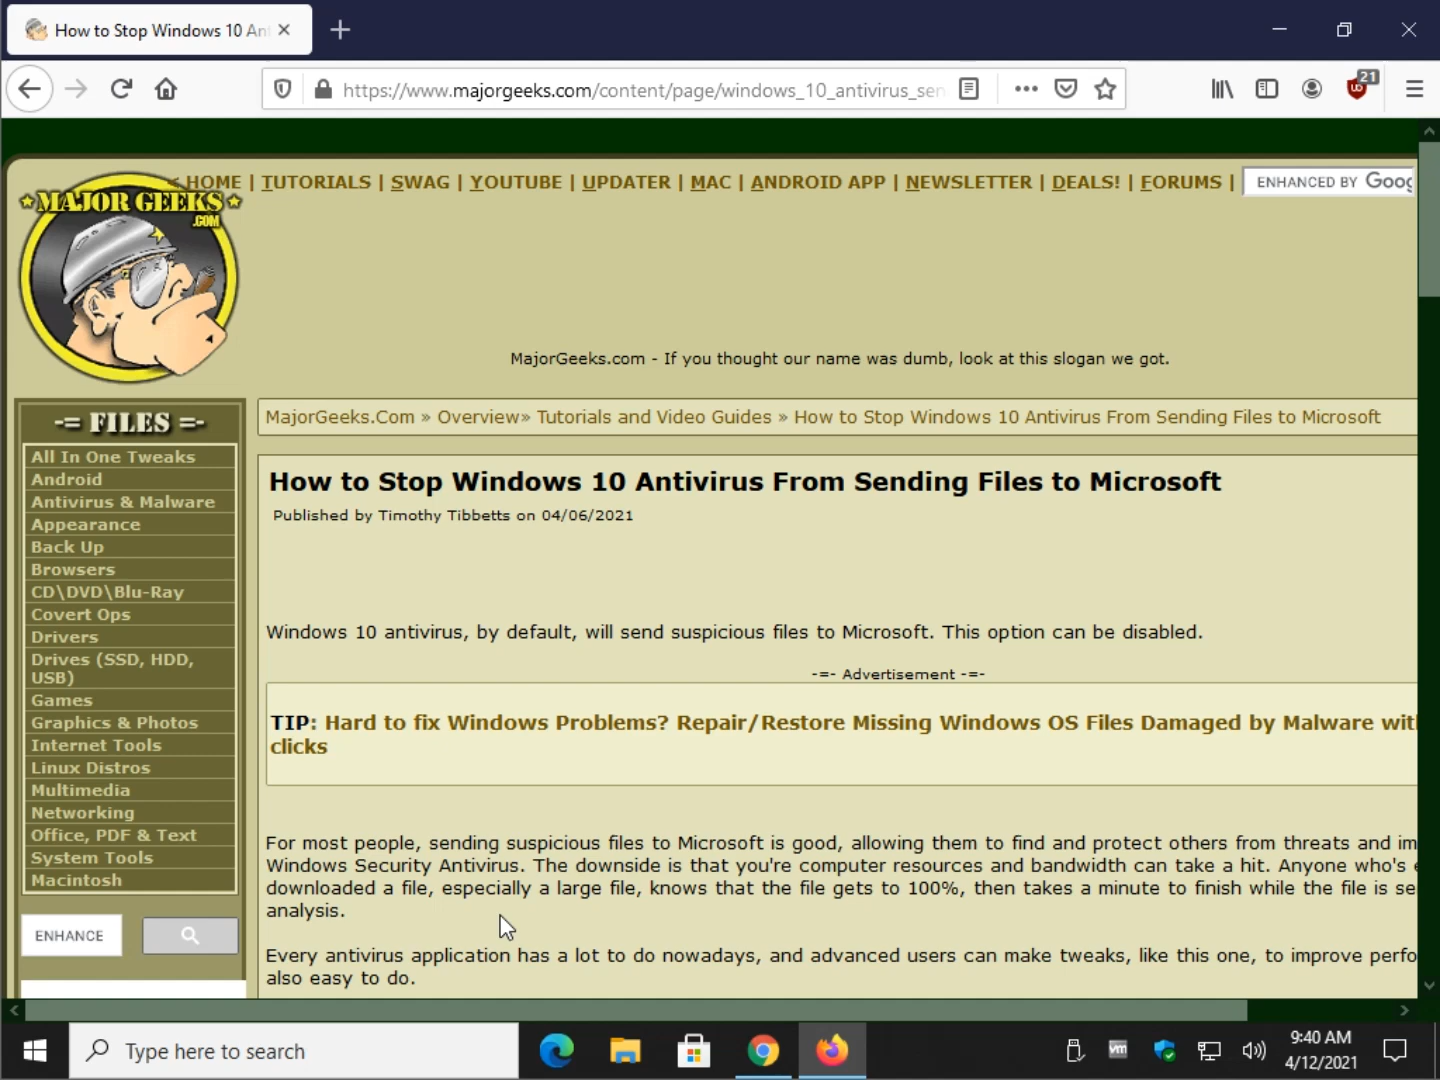 How to Stop Windows 10 An
21
https://www.majorgeeks.com/content/page/windows_10_antivirus_sen
MAJOR GEEKS
.COM
< HOME | TUTORIALS | SWAG | YOUTUBE | UPDATER | MAC | ANDROID APP | NEWSLETTER | DEALS! | FORUMS |
ENHANCED BY Goog
MajorGeeks.com - If you thought our name was dumb, look at this slogan we got.
-= FILES =-
All In One Tweaks
Android
Antivirus & Malware
Appearance
Back Up
Browsers
CD\DVD\Blu-Ray
Covert Ops
Drivers
Drives (SSD, HDD,
USB)
Games
Graphics & Photos
Internet Tools
Linux Distros
Multimedia
Networking
Office, PDF & Text
System Tools
Macintosh
ENHANCE
MajorGeeks.Com » Overview» Tutorials and Video Guides » How to Stop Windows 10 Antivirus From Sending Files to Microsoft
How to Stop Windows 10 Antivirus From Sending Files to Microsoft
Published by Timothy Tibbetts on 04/06/2021
Windows 10 antivirus, by default, will send suspicious files to Microsoft. This option can be disabled.
-=- Advertisement -=-
TIP: Hard to fix Windows Problems? Repair/Restore Missing Windows OS Files Damaged by Malware wit
clicks
For most people, sending suspicious files to Microsoft is good, allowing them to find and protect others from threats and im
Windows Security Antivirus. The downside is that you're computer resources and bandwidth can take a hit. Anyone who's e
downloaded a file, especially a large file, knows that the file gets to 100%, then takes a minute to finish while the file is se
analysis.
Every antivirus application has a lot to do nowadays, and advanced users can make tweaks, like this one, to improve perfo
also easy to do.
Type here to search
vm
9:40 AM
4/12/2021